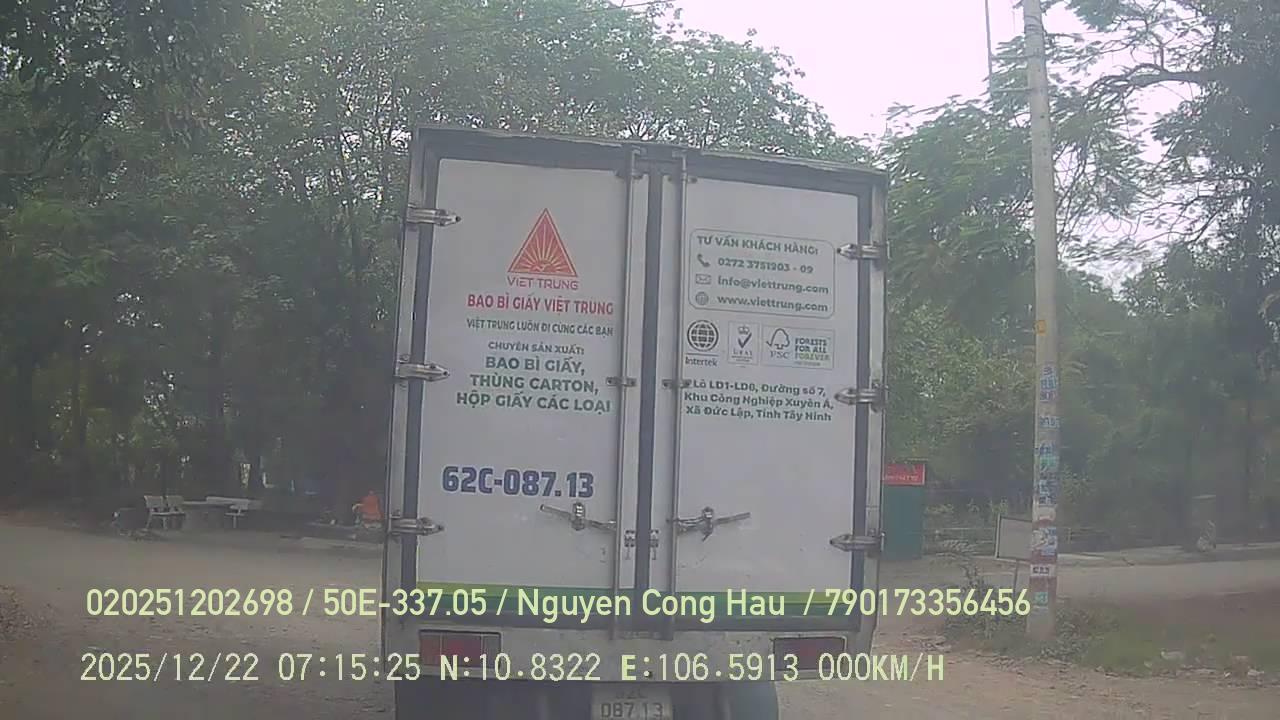 VIET TRUNG
BAO BÌ GIẤY VIỆT TRUNG
VIỆT TRUNG LUÔN ĐI CÙNG CÁC BẠN
CHUYÊN SẢN XUẤT:
BAO BÌ GIẤY,
THÙNG CARTON,
HỘP GIẤY CÁC LOẠI
62C-087.13
TƯ VẤN KHÁCH HÀNG:
0272 3751903 - 09
info@viettrung.com
www.viettrung.com
Intertek
UKAS
FSC
FORESTS
FOR ALL
FOREVER
Lô LD1-LD8, Đường số 7,
Khu Công Nghiệp Xuyên Á,
Xã Đức Lập, Tỉnh Tây Ninh
62C
087.13
020251202698 / 50E-337.05 / Nguyen Cong Hau / 790173356456
2025/12/22 07:15:25 N:10.8322 E:106.5913 000KM/H